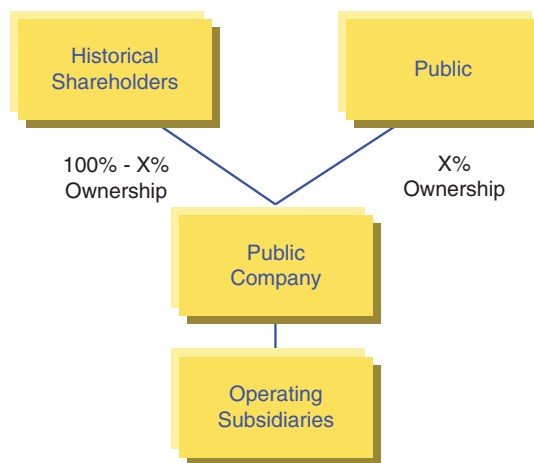 Historical
Shareholders
Public
100% - X%
Ownership
X%
Ownership
Public
Company
Operating
Subsidiaries